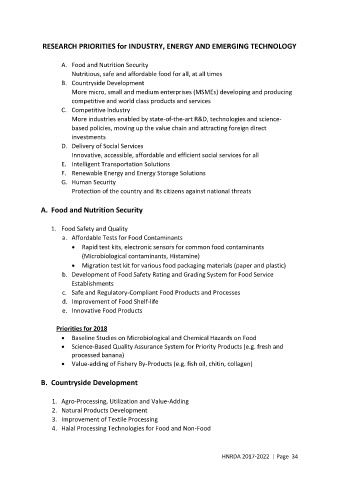 RESEARCH PRIORITIES for INDUSTRY, ENERGY AND EMERGING TECHNOLOGY
A. Food and Nutrition Security
Nutritious, safe and affordable food for all, at all times
B. Countryside Development
More micro, small and medium enterprises (MSMEs) developing and producing
competitive and world class products and services
C. Competitive Industry
More industries enabled by state-of-the-art R&D, technologies and science-
based policies, moving up the value chain and attracting foreign direct
investments
D. Delivery of Social Services
Innovative, accessible, affordable and efficient social services for all
E. Intelligent Transportation Solutions
F. Renewable Energy and Energy Storage Solutions
G. Human Security
Protection of the country and its citizens against national threats
A. Food and Nutrition Security
1. Food Safety and Quality
a. Affordable Tests for Food Contaminants
• Rapid test kits, electronic sensors for common food contaminants
(Microbiological contaminants, Histamine)
• Migration test kit for various food packaging materials (paper and plastic)
b. Development of Food Safety Rating and Grading System for Food Service
Establishments
c. Safe and Regulatory-Compliant Food Products and Processes
d. Improvement of Food Shelf-life
e. Innovative Food Products
Priorities for 2018
• Baseline Studies on Microbiological and Chemical Hazards on Food
• Science-Based Quality Assurance System for Priority Products (e.g. fresh and
processed banana)
• Value-adding of Fishery By-Products (e.g. fish oil, chitin, collagen)
B. Countryside Development
1. Agro-Processing, Utilization and Value-Adding
2. Natural Products Development
3. Improvement of Textile Processing
4. Halal Processing Technologies for Food and Non-Food
HNRDA 2017-2022 | Page 34